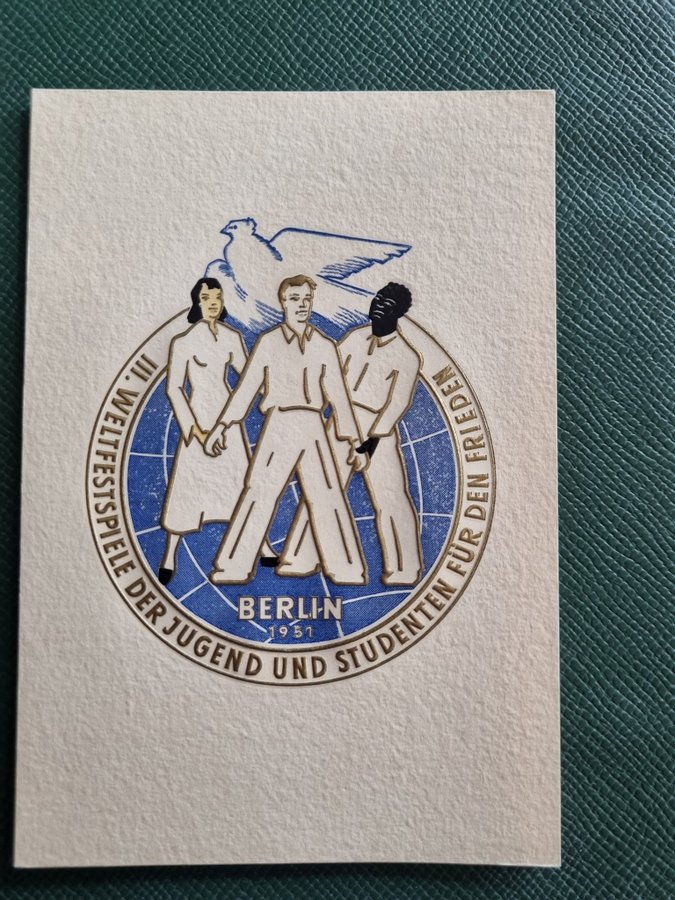 III. WELTFESTSPIELE DER JUGEND UND STUDENTEN FÜR DEN FRIEDEN
BERLIN
1951